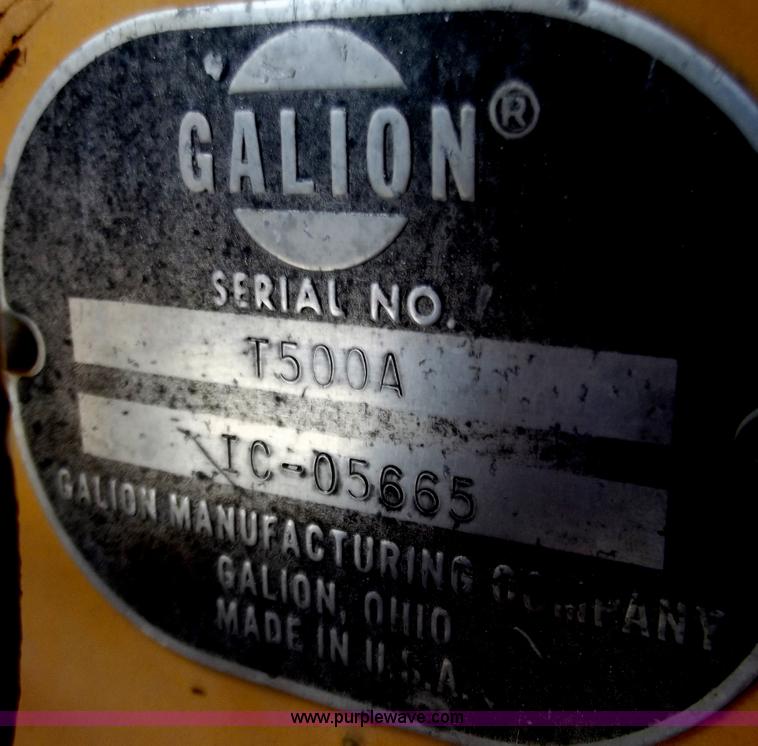 GALION®
SERIAL NO.
T500A
IC-05665
GALION MANUFACTURING COMPANY
GALION, OHIO
MADE IN U.S.A.
www.purplewave.com